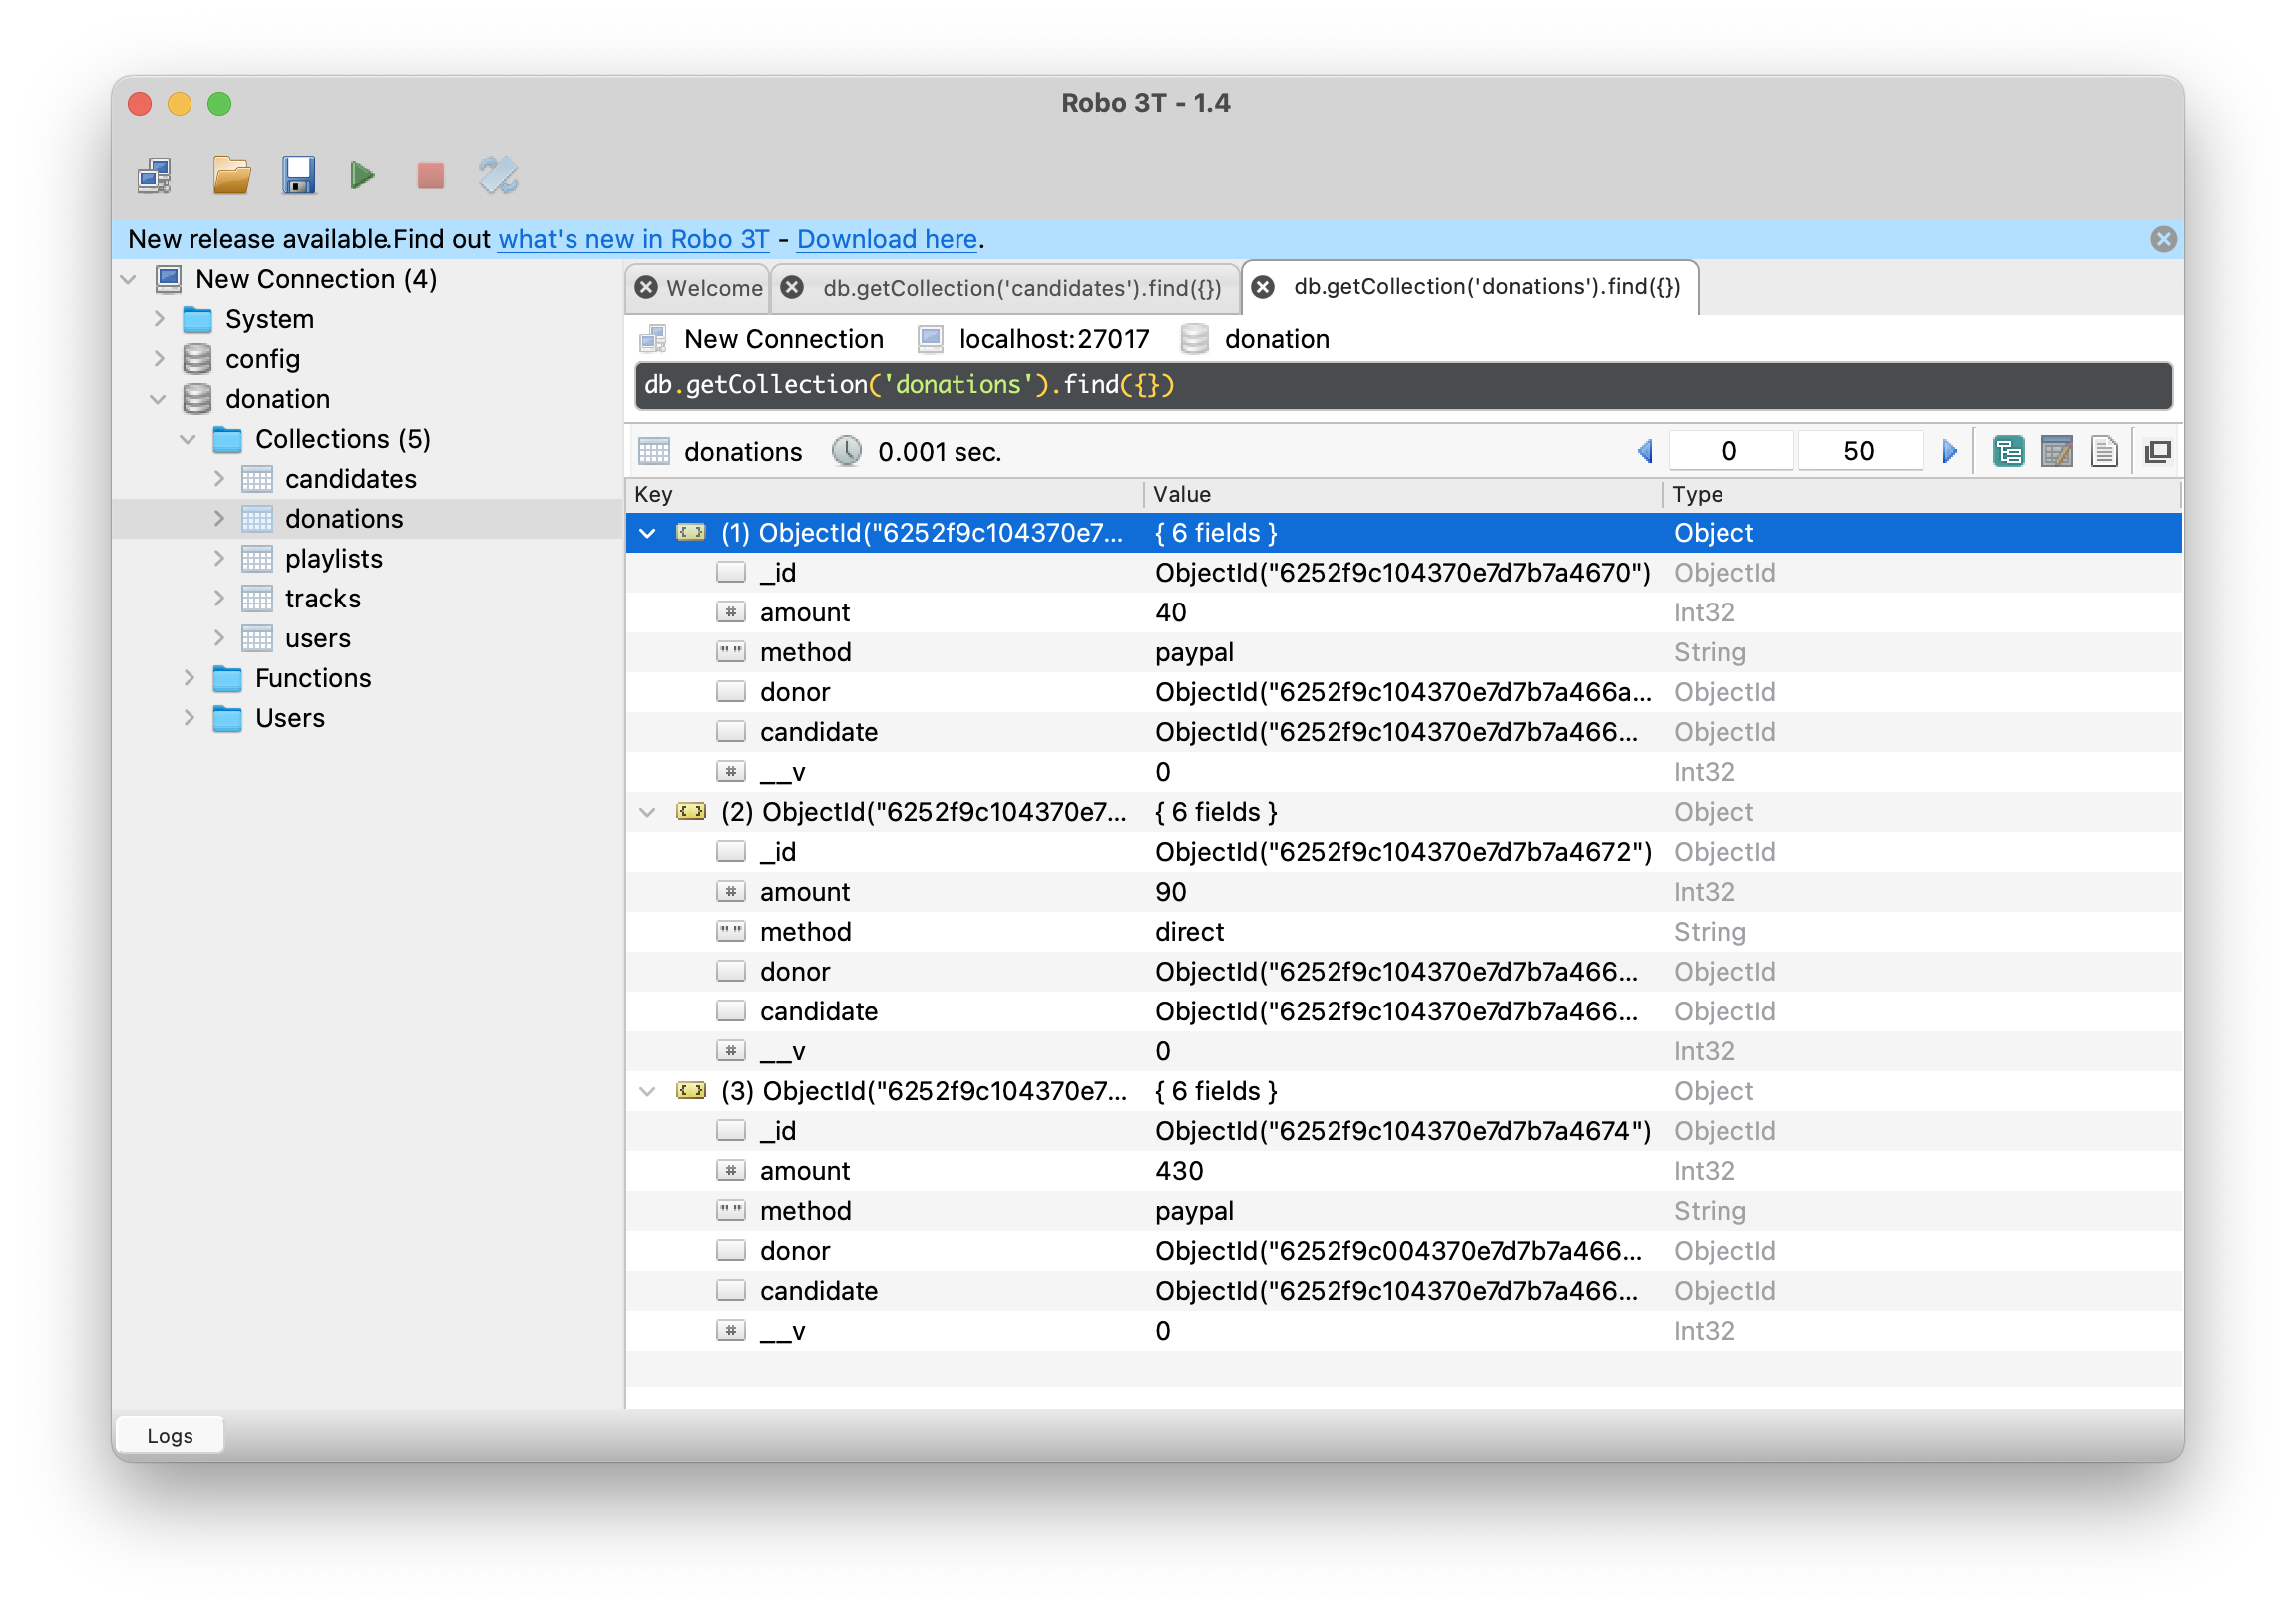 Robo 3T - 1.4
New release available.Find out what's new in Robo 3T - Download here.
New Connection (4)
System
config
donation
Collections (5)
candidates
donations
playlists
tracks
users
Functions
Users
Welcome
db.getCollection('candidates').find({})
db.getCollection('donations').find({})
New Connection localhost:27017 donation
db.getCollection('donations').find({})
donations 0.001 sec. 0 50
Key Value Type
(1) ObjectId("6252f9c104370e7... { 6 fields } Object
_id ObjectId("6252f9c104370e7d7b7a4670") ObjectId
# amount 40 Int32
"" method paypal String
donor ObjectId("6252f9c104370e7d7b7a466a... ObjectId
candidate ObjectId("6252f9c104370e7d7b7a466... ObjectId
# __v 0 Int32
(2) ObjectId("6252f9c104370e7... { 6 fields } Object
_id ObjectId("6252f9c104370e7d7b7a4672") ObjectId
# amount 90 Int32
"" method direct String
donor ObjectId("6252f9c104370e7d7b7a466... ObjectId
candidate ObjectId("6252f9c104370e7d7b7a466... ObjectId
# __v 0 Int32
(3) ObjectId("6252f9c104370e7... { 6 fields } Object
_id ObjectId("6252f9c104370e7d7b7a4674") ObjectId
# amount 430 Int32
"" method paypal String
donor ObjectId("6252f9c004370e7d7b7a466... ObjectId
candidate ObjectId("6252f9c104370e7d7b7a466... ObjectId
# __v 0 Int32
Logs